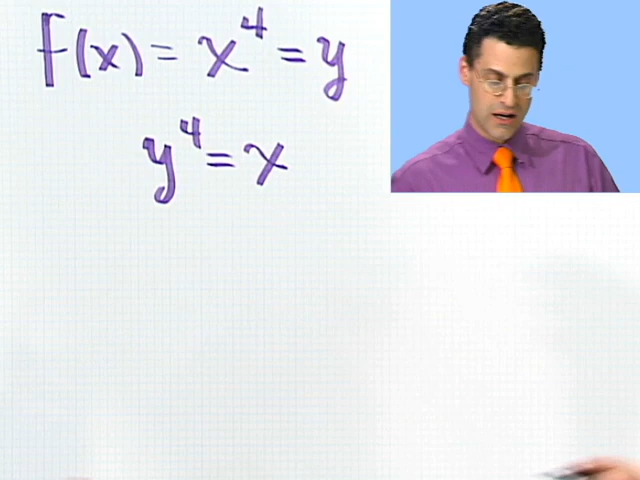 F(x) = x⁴ = y
y⁴ = x